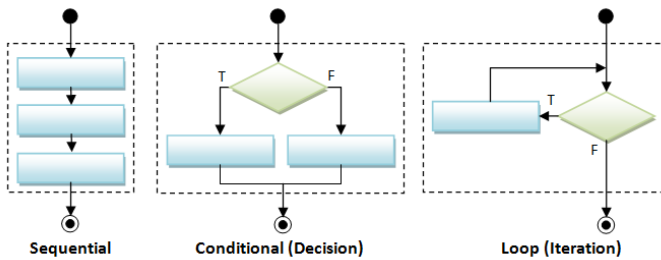 T
F
T
F
Sequential
Conditional (Decision)
Loop (Iteration)